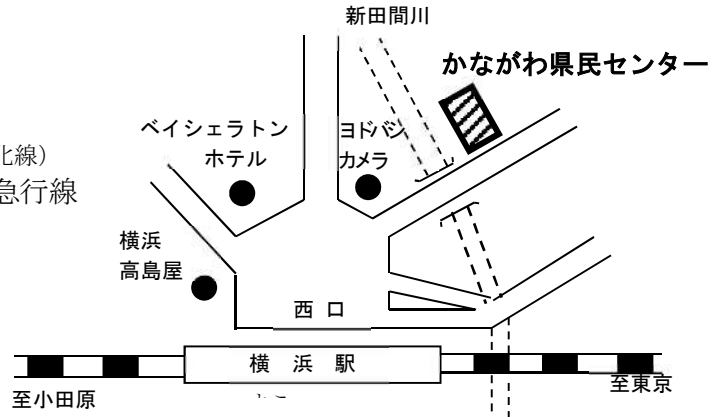 新田間川
かながわ県民センター
ベイシェラトン
ホテル
ヨドバシ
カメラ
化線）
急行線
横浜
高島屋
西 口
横 浜 駅
至小田原
至東京